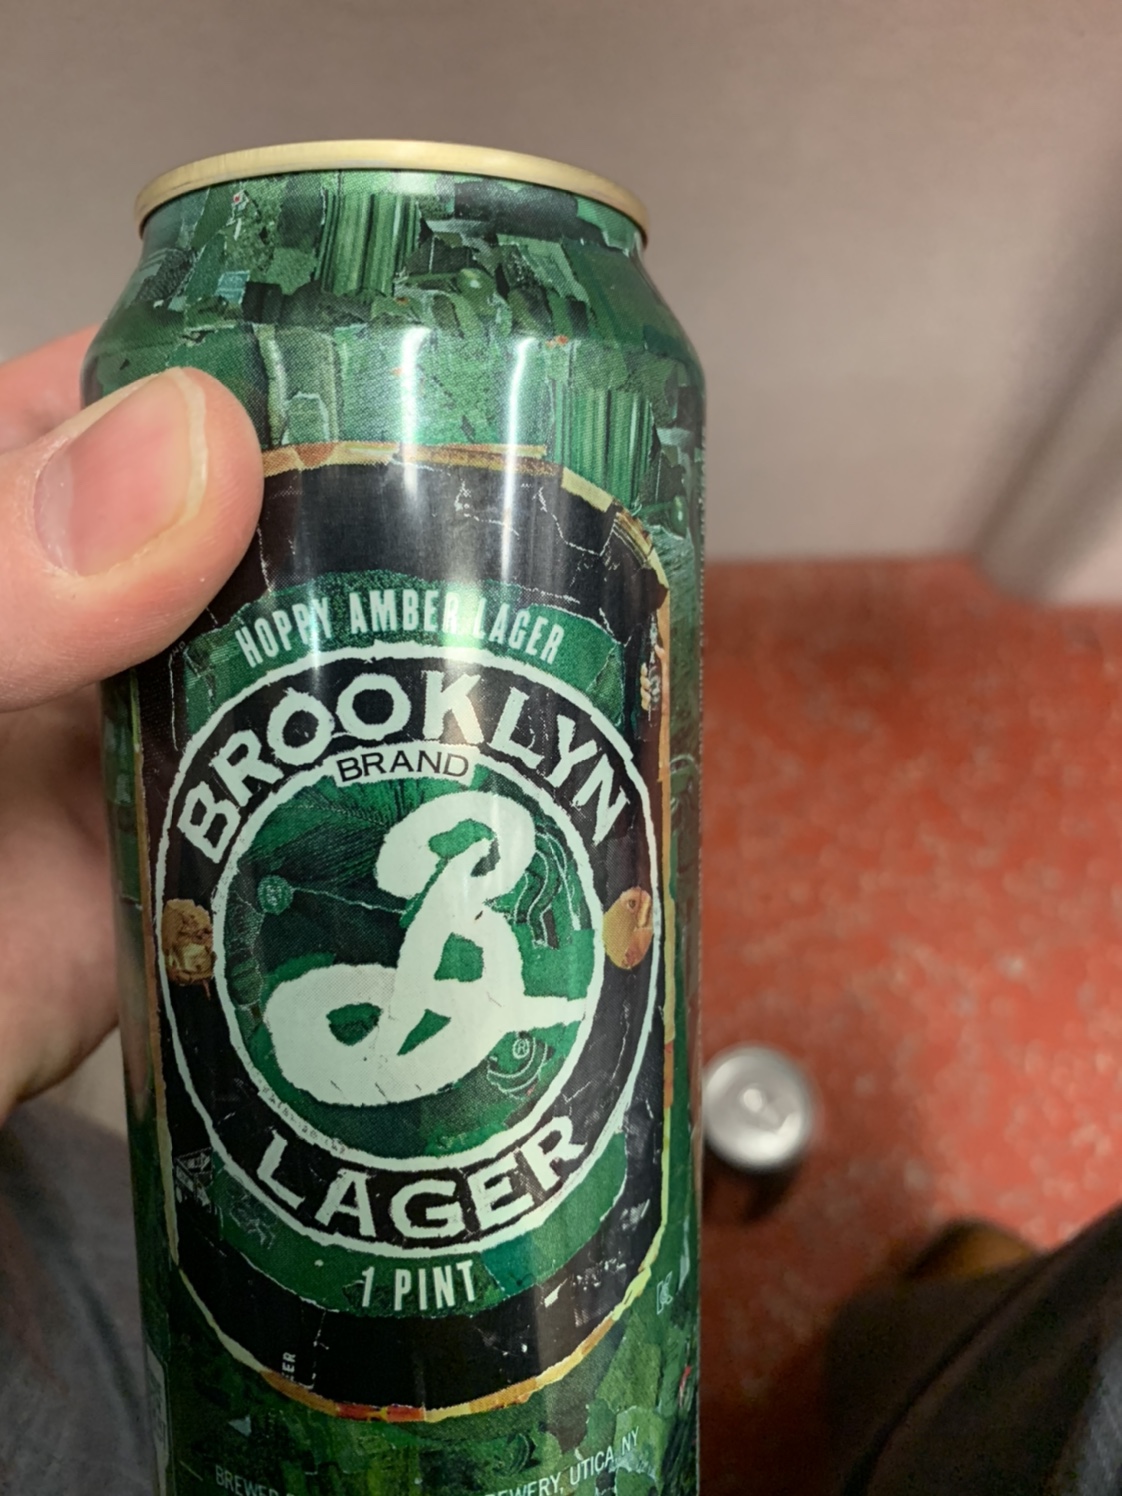 HOPPY AMBER LAGER
BROOKLYN
BRAND
B
®
LAGER
1 PINT
BREWERY, UTICA, NY